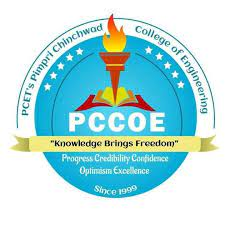 PCET's Pimpri Chinchwad College of Engineering
PCCOE
"Knowledge Brings Freedom"
Progress Credibility Confidence
Optimism Excellence
Since 1999